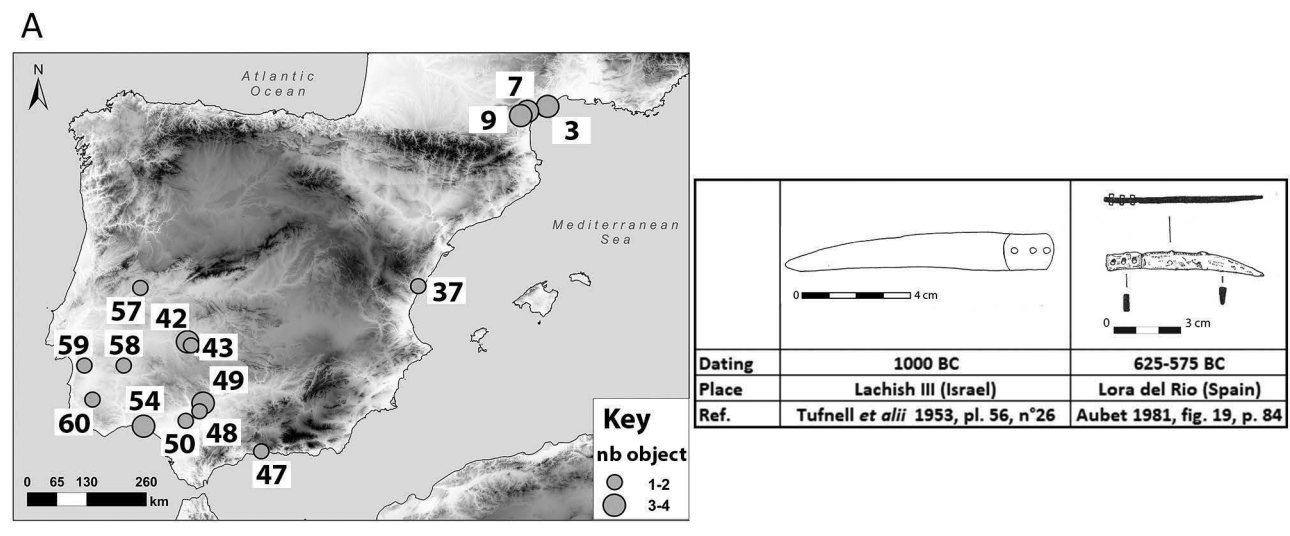 A
N
Atlantic
Ocean
7
9
3
Mediterranean
Sea
37
57
42
43
59
58
49
54
60
50
48
47
0 65 130 260
km
Key
nb object
1-2
3-4
0 4 cm
0 3 cm
Dating 1000 BC 625-575 BC
Place Lachish III (Israel) Lora del Rio (Spain)
Ref. Tufnell et alii 1953, pl. 56, n°26 Aubet 1981, fig. 19, p. 84